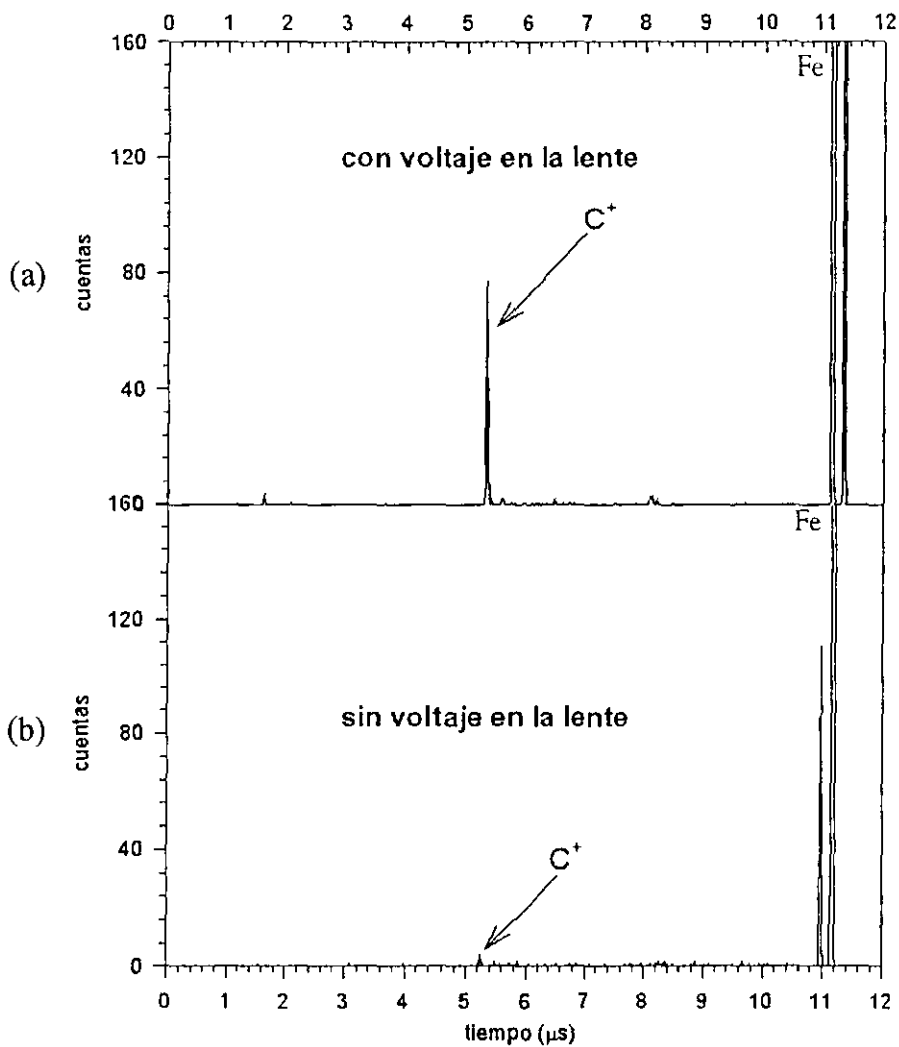 0 1 2 3 4 5 6 7 8 9 10 11 12
160
Fe
120
con voltaje en la lente
C+
(a)
cuentas
80
40
160
Fe
120
sin voltaje en la lente
(b)
cuentas
80
40
C+
0
0 1 2 3 4 5 6 7 8 9 10 11 12
tiempo (μs)